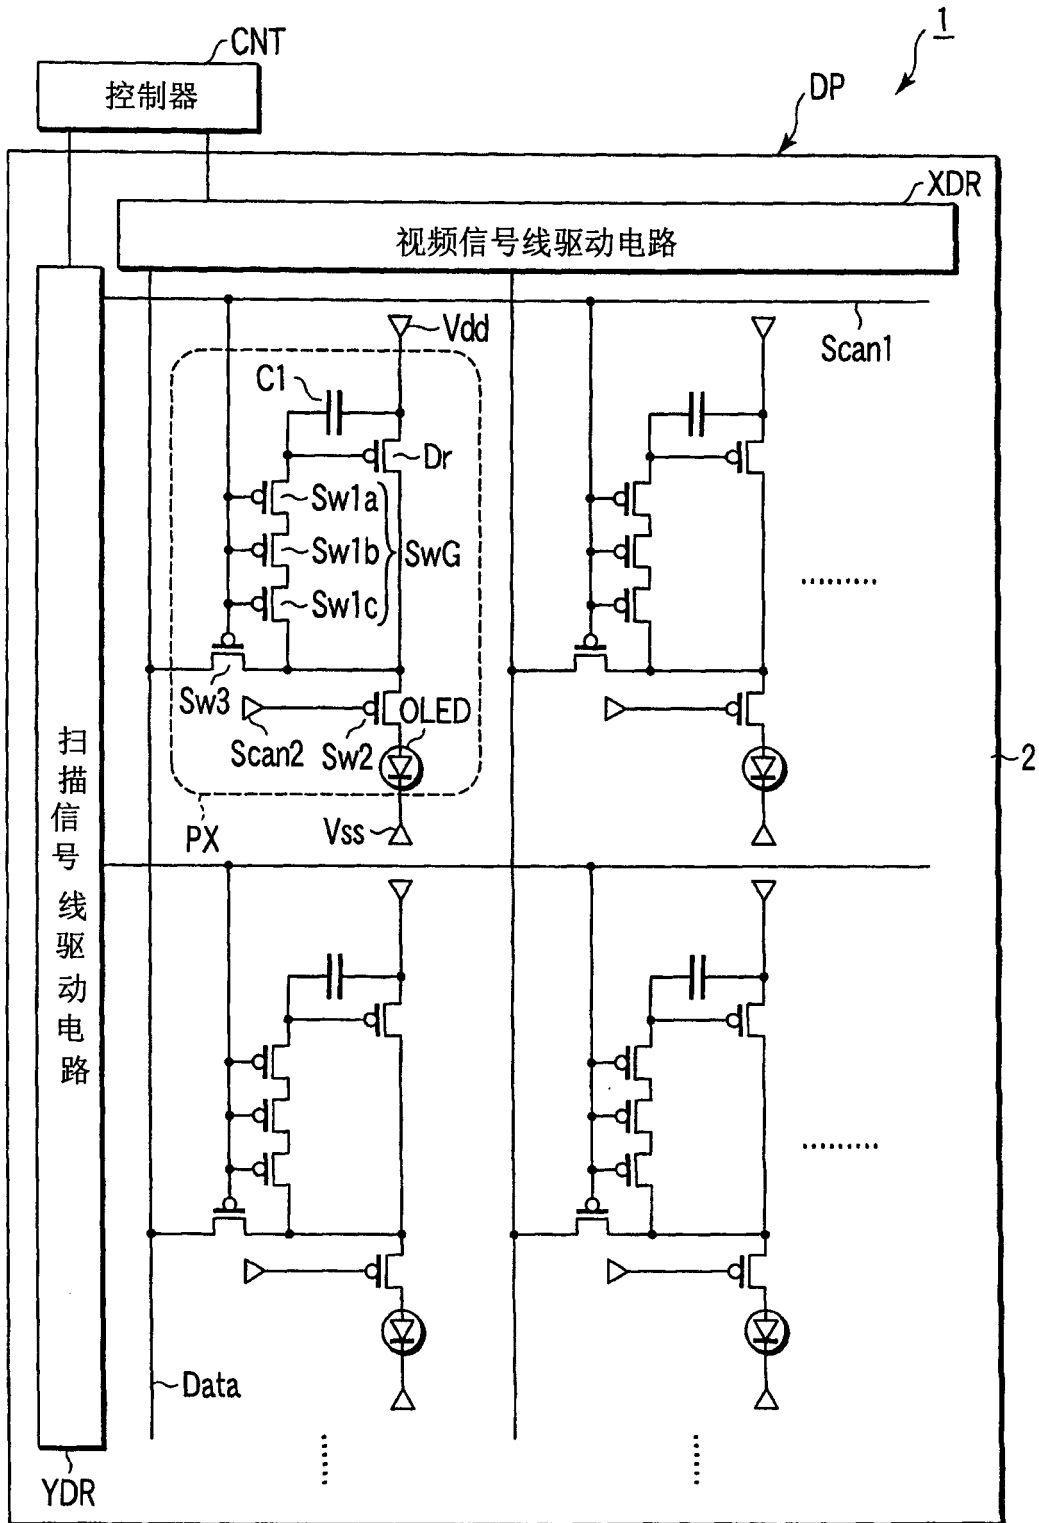 1
CNT
控制器
DP
XDR
视频信号线驱动电路
Scan1
Vdd
C1
Dr
Sw1a
Sw1b
SwG
Sw1c
Sw3
Scan2
Sw2
OLED
PX
Vss
2
扫描信号线驱动电路
Data
YDR